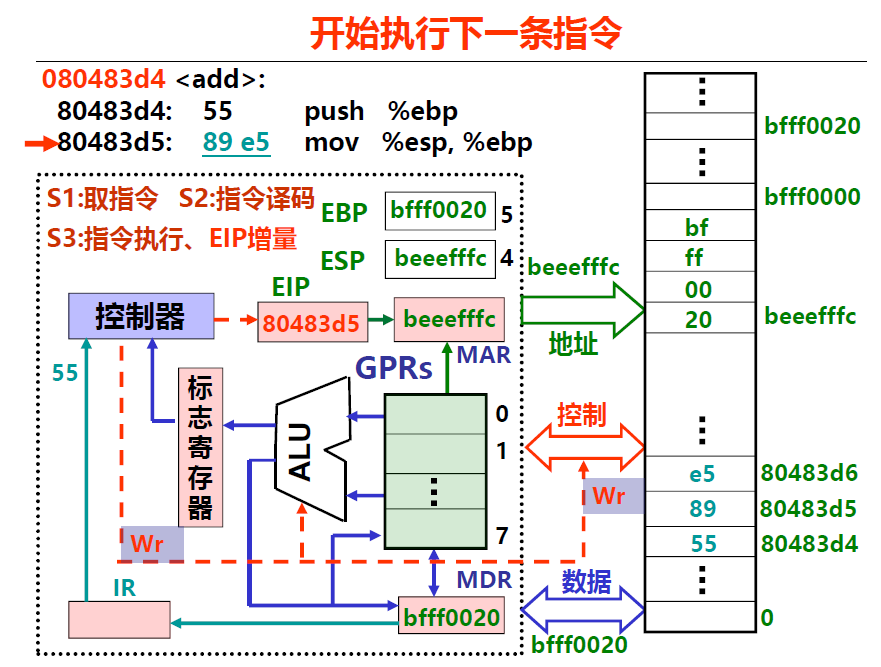 开始执行下一条指令
080483d4 <add>:
80483d4: 55 push %ebp
80483d5: 89 e5 mov %esp, %ebp
S1:取指令 S2:指令译码
S3:指令执行、EIP增量
EBP bfff0020 5
ESP beeefffc 4
EIP
控制器
80483d5
beeefffc
MAR
GPRs
55
标志寄存器
ALU
0
1
⋮
7
Wr
IR
MDR
bfff0020
beeefffc
地址
控制
Wr
数据
bfff0020
⋮
bfff0020
⋮
bfff0000
bf
ff
00
20 beeefffc
⋮
e5 80483d6
89 80483d5
55 80483d4
⋮
0